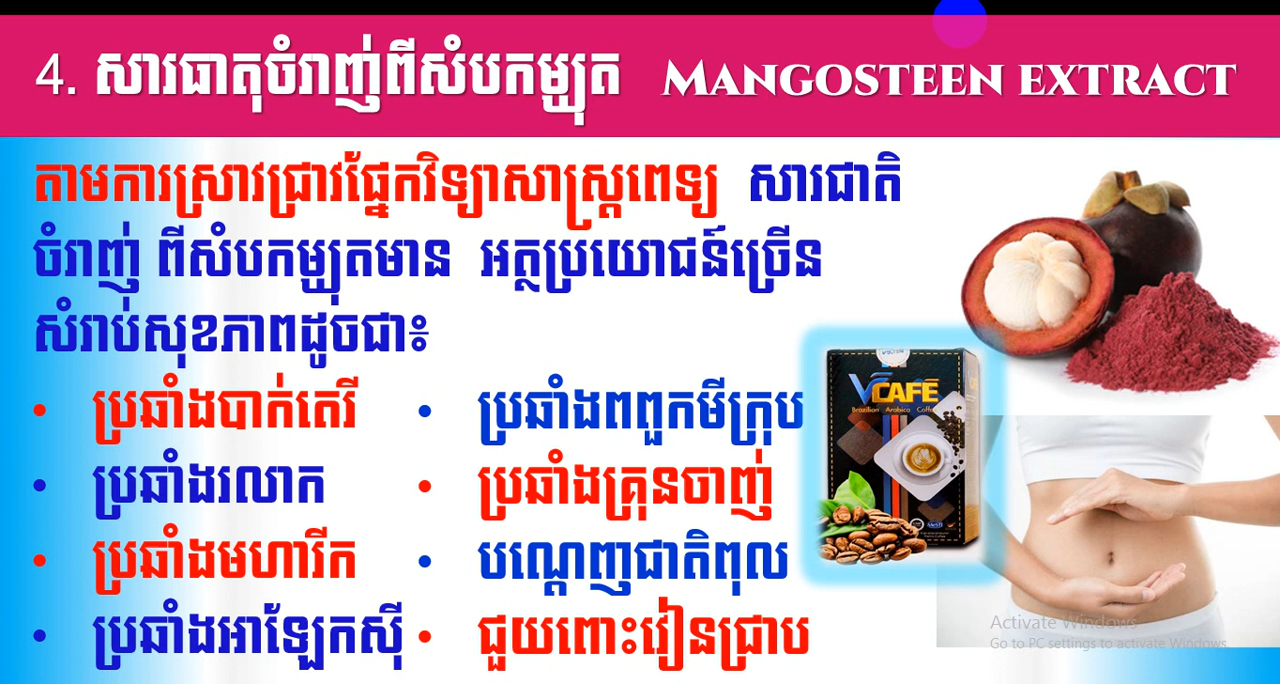 4. សារធាតុចំរាញ់ពីសំបកម្ឃុត MANGOSTEEN EXTRACT
តាមការស្រាវជ្រាវផ្នែកវិទ្យាសាស្ត្រពេទ្យ សារជាតិ
ចំរាញ់ ពីសំបកម្ឃុតមាន អត្ថប្រយោជន៍ច្រើន
សំរាប់សុខភាពដូចជា៖
• ប្រឆាំងបាក់តេរី • ប្រឆាំងពពួកមីក្រុប
• ប្រឆាំងរលាក • ប្រឆាំងគ្រុនចាញ់
• ប្រឆាំងមហារីក • បណ្តេញជាតិពុល
• ប្រឆាំងអាឡែកស៊ី • ជួយពោះវៀនជ្រាប
VCAFE
Brazilian Arabica
Activate Windows
Go to PC settings to activate Windows.